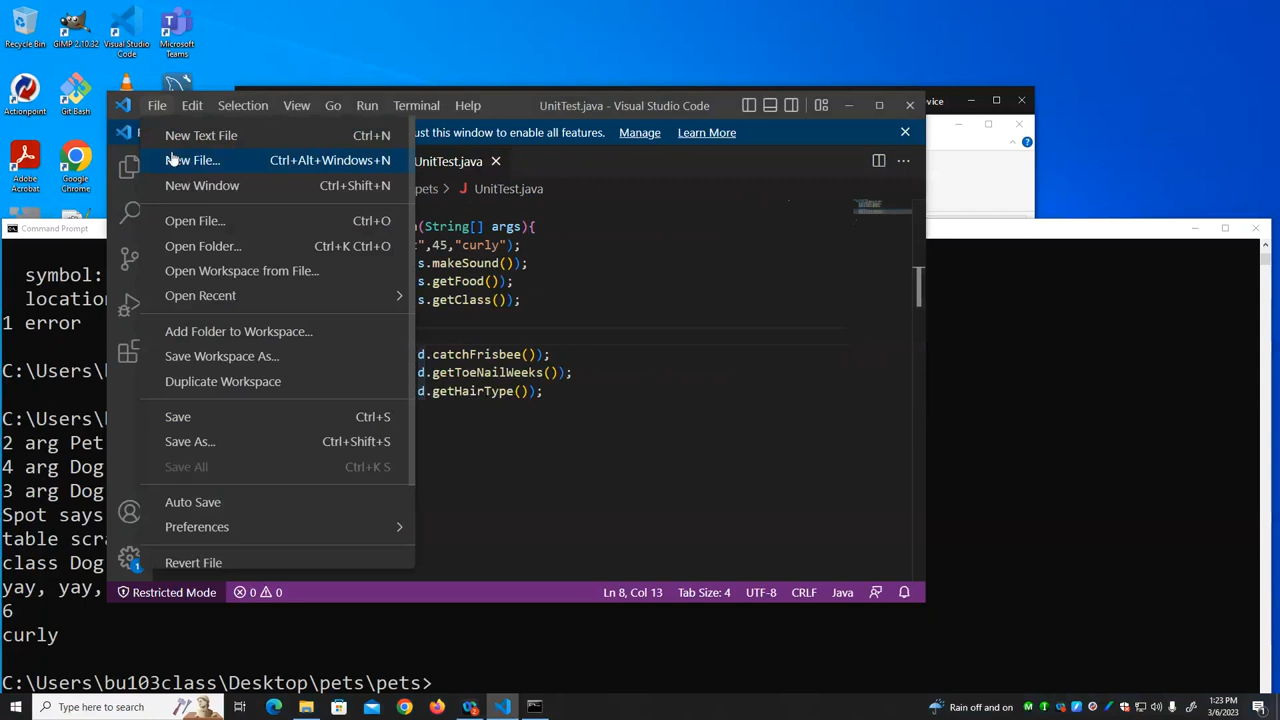 Recycle Bin
GIMP 2.10.32
Visual Studio Code
Microsoft Teams
Actionpoint
Git Bash
Adobe Acrobat
Google Chrome
File Edit Selection View Go Run Terminal Help
UnitTest.java - Visual Studio Code
ust this window to enable all features. Manage Learn More
UnitTest.java
pets > UnitTest.java
New Text File Ctrl+N
New File... Ctrl+Alt+Windows+N
New Window Ctrl+Shift+N
Open File... Ctrl+O
Open Folder... Ctrl+K Ctrl+O
Open Workspace from File...
Open Recent
Add Folder to Workspace...
Save Workspace As...
Duplicate Workspace
Save Ctrl+S
Save As... Ctrl+Shift+S
Save All Ctrl+K S
Auto Save
Preferences
Revert File
(String[] args){
",45,"curly");
s.makeSound());
s.getFood());
s.getClass());
d.catchFrisbee());
d.getToeNailWeeks());
d.getHairType());
1
Restricted Mode 0 0 Ln 8, Col 13 Tab Size: 4 UTF-8 CRLF Java
evice
Command Prompt
symbol:
locatio
1 error
C:\Users\b
C:\Users\b
2 arg Pet
4 arg Dog
3 arg Dog
Spot says
table scra
class Dog
yay, yay,
6
curly
C:\Users\bu103class\Desktop\pets\pets>
Type here to search
Rain off and on
1:23 PM
3/6/2023
1